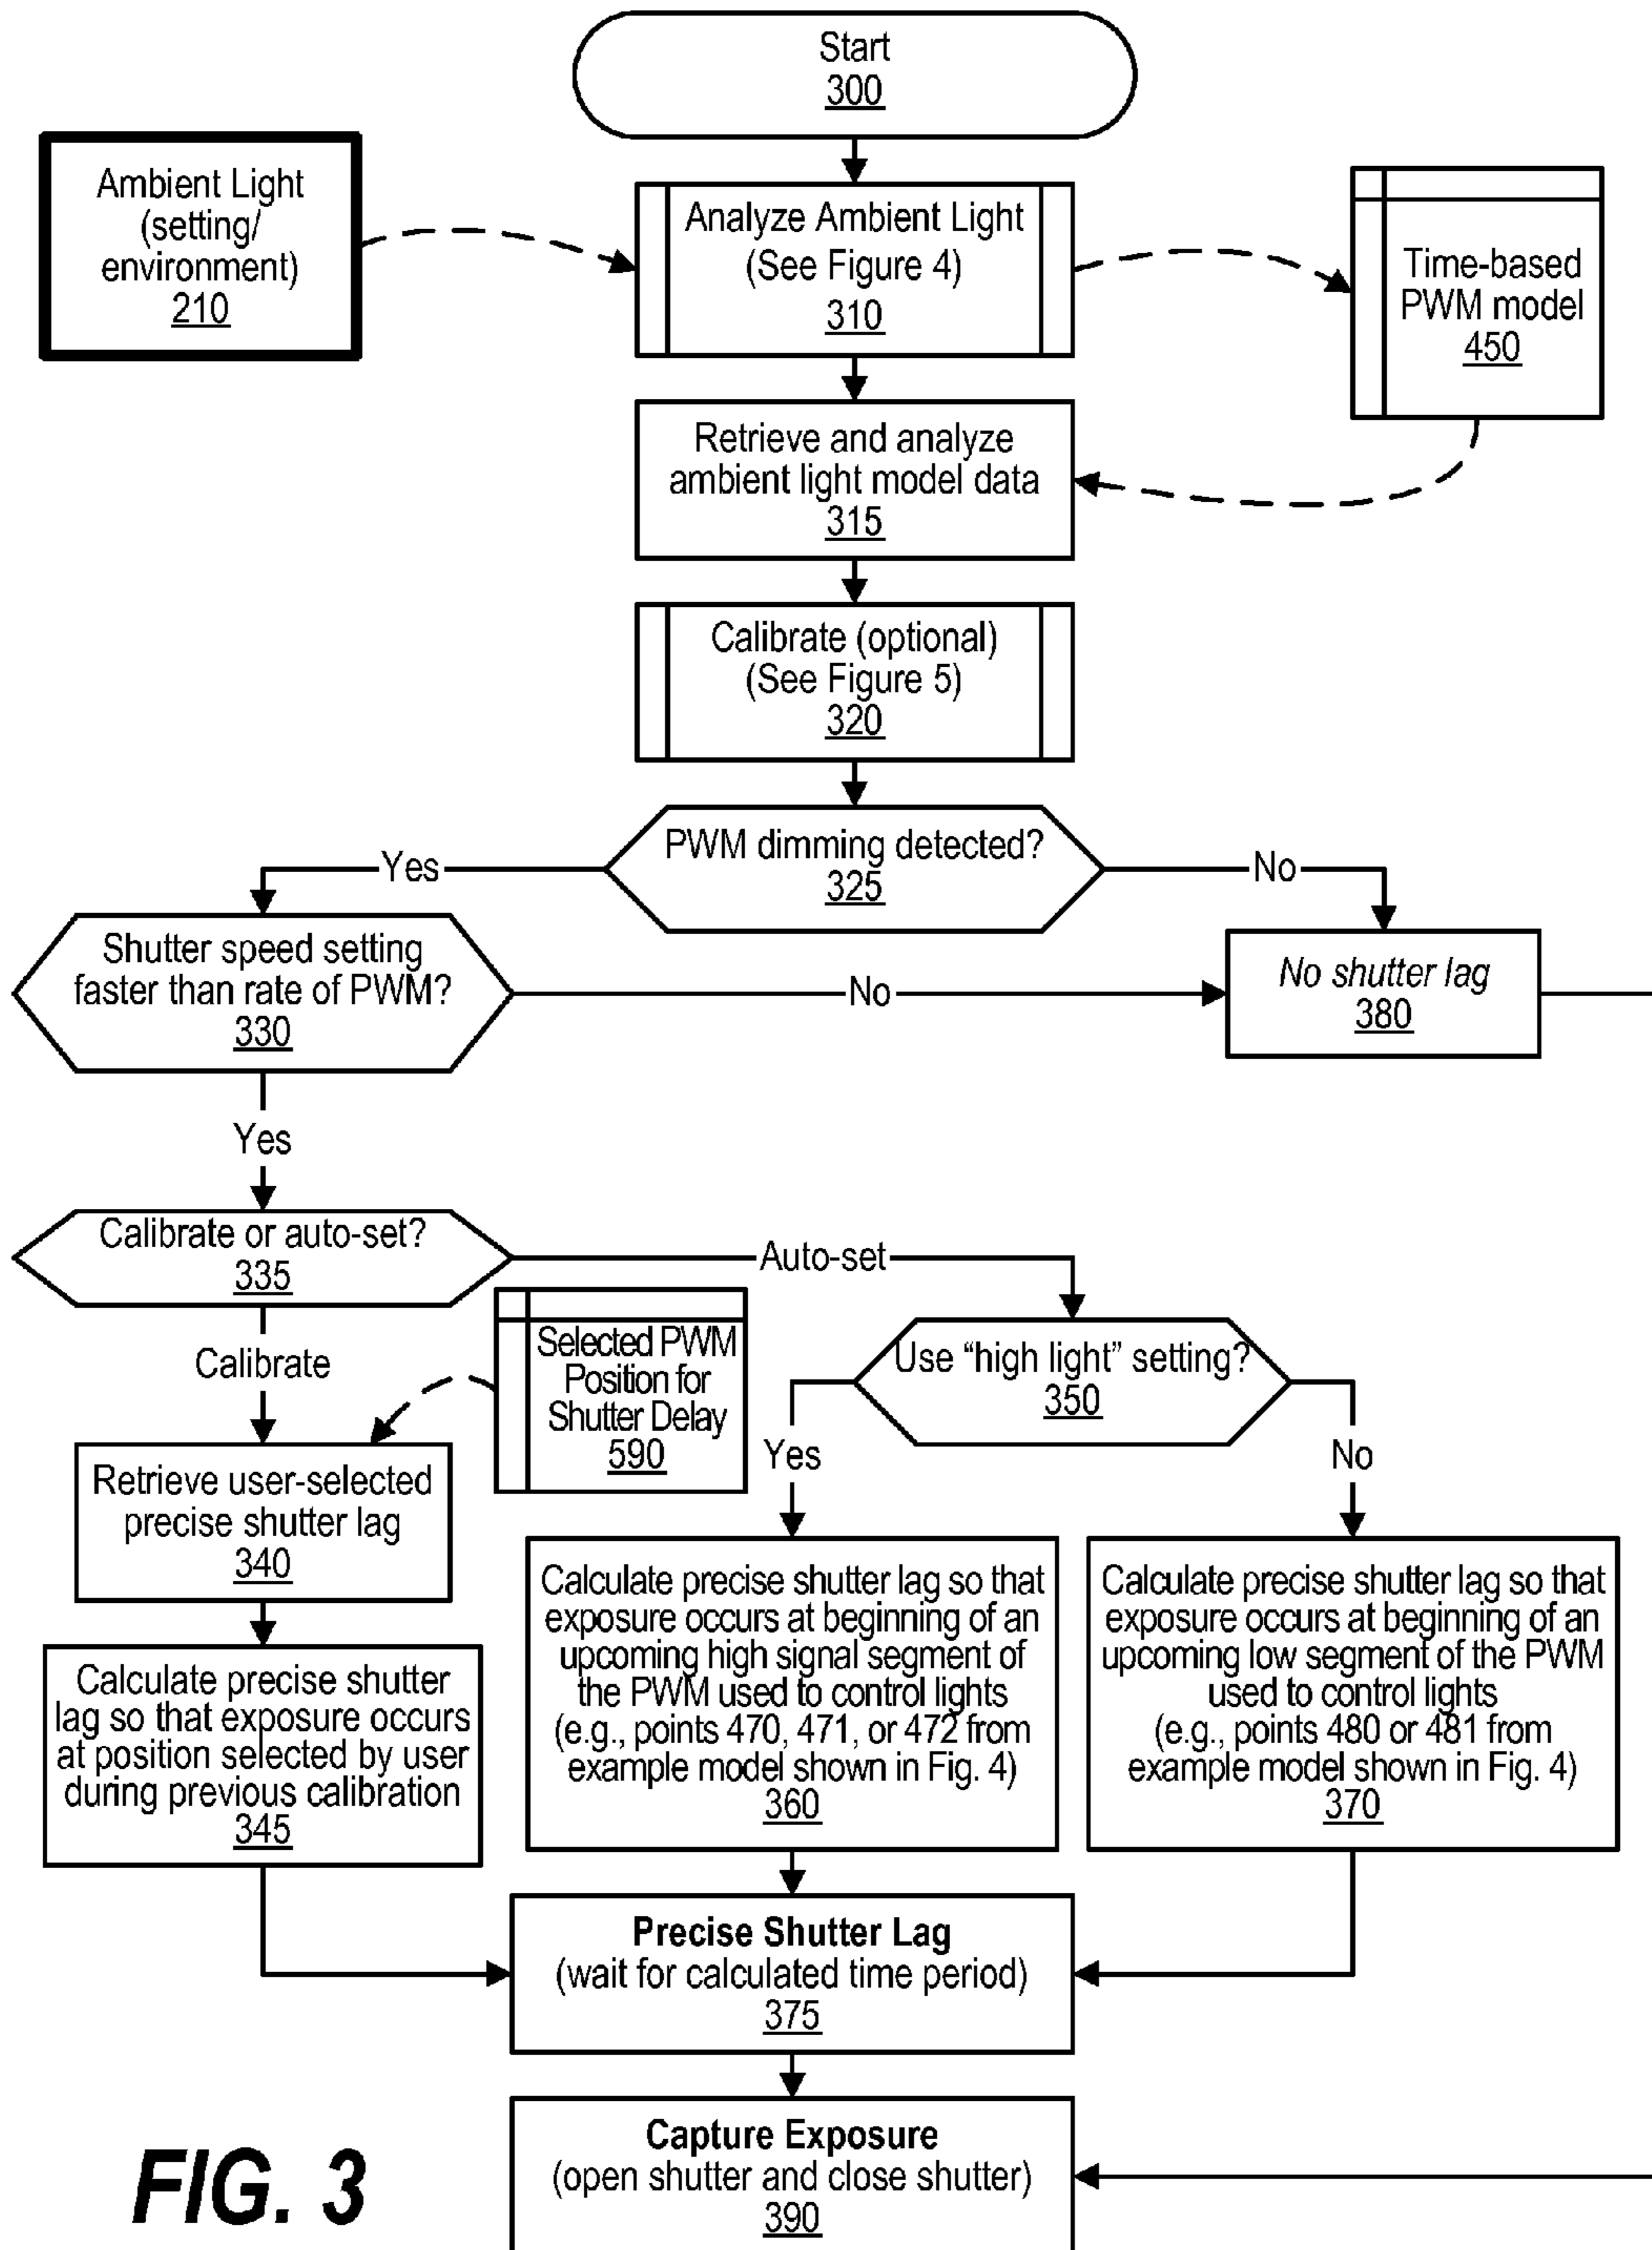 Start
300
Ambient Light
(setting/
environment)
210
Analyze Ambient Light
(See Figure 4)
310
Time-based
PWM model
450
Retrieve and analyze
ambient light model data
315
Calibrate (optional)
(See Figure 5)
320
PWM dimming detected?
325
Yes
No
Shutter speed setting
faster than rate of PWM?
330
No
No shutter lag
380
Yes
Calibrate or auto-set?
335
Auto-set
Calibrate
Selected PWM
Position for
Shutter Delay
590
Use “high light” setting?
350
Yes
No
Retrieve user-selected
precise shutter lag
340
Calculate precise shutter
lag so that exposure occurs
at position selected by user
during previous calibration
345
Calculate precise shutter lag so that
exposure occurs at beginning of an
upcoming high signal segment of
the PWM used to control lights
(e.g., points 470, 471, or 472 from
example model shown in Fig. 4)
360
Calculate precise shutter lag so that
exposure occurs at beginning of an
upcoming low segment of the PWM
used to control lights
(e.g., points 480 or 481 from
example model shown in Fig. 4)
370
Precise Shutter Lag
(wait for calculated time period)
375
Capture Exposure
(open shutter and close shutter)
390
FIG. 3